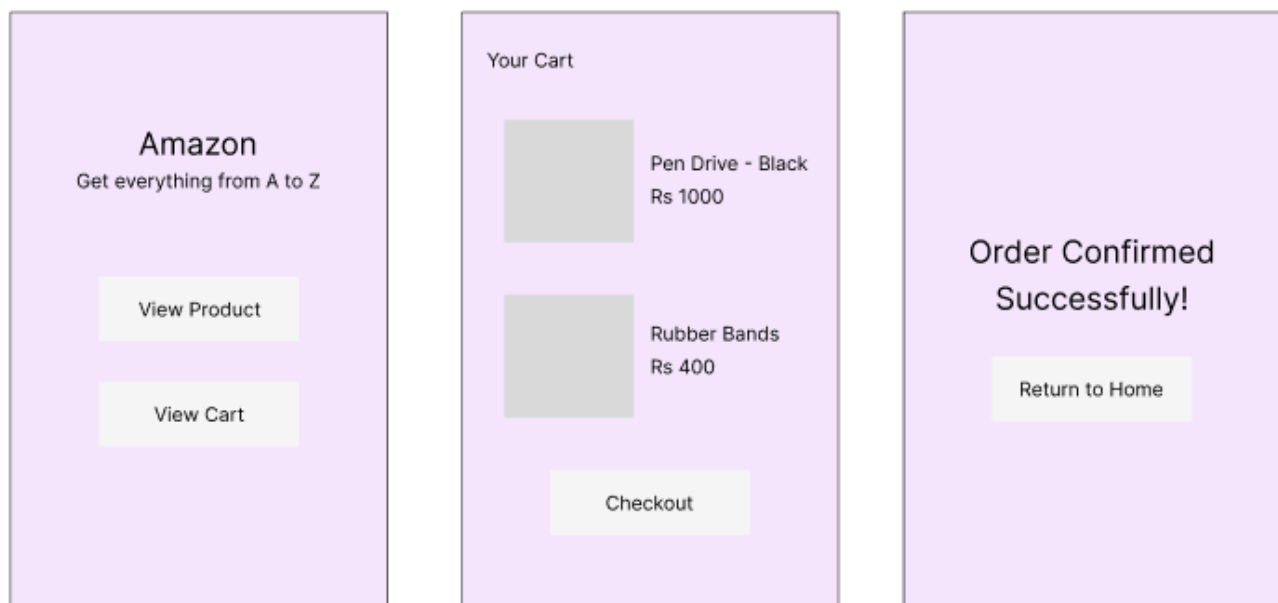 Amazon
Get everything from A to Z
View Product
View Cart
Your Cart
Pen Drive - Black
Rs 1000
Rubber Bands
Rs 400
Checkout
Order Confirmed
Successfully!
Return to Home